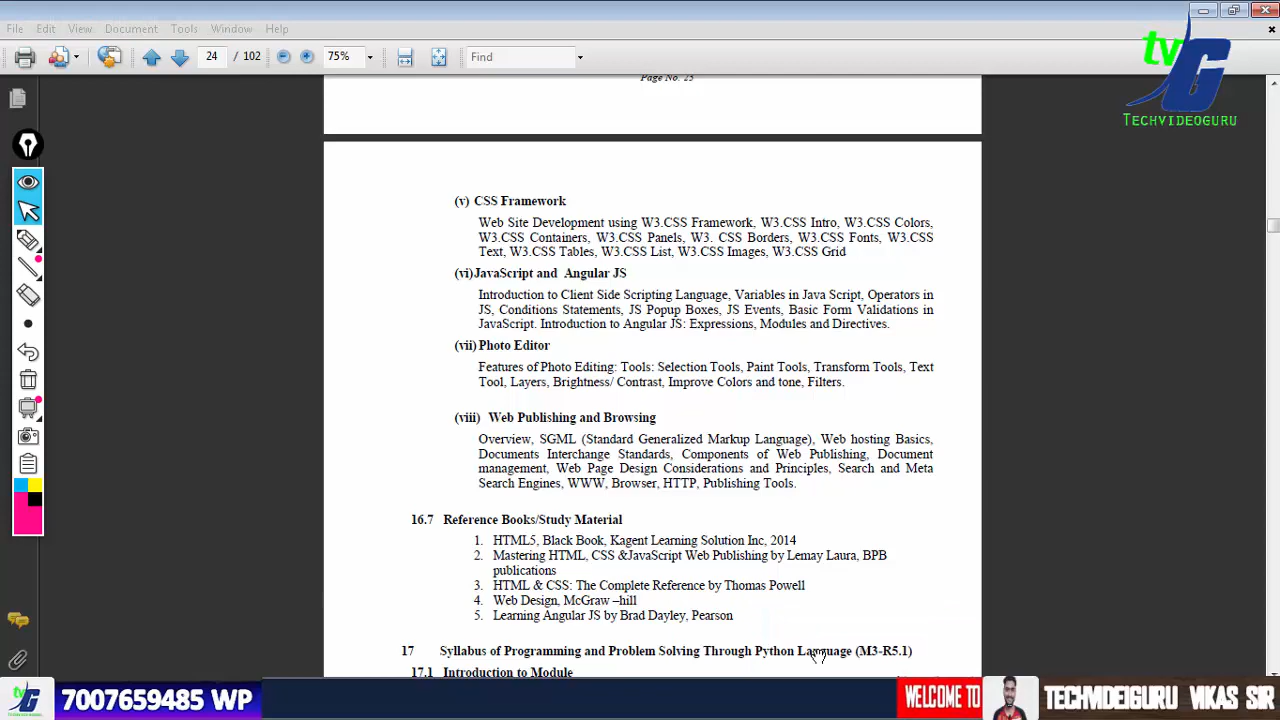 File Edit View Document Tools Window Help
24 / 102 75% Find
tv
TECHVIDEOGURU
Page No. 23
(v) CSS Framework
Web Site Development using W3.CSS Framework, W3.CSS Intro, W3.CSS Colors,
W3.CSS Containers, W3.CSS Panels, W3. CSS Borders, W3.CSS Fonts, W3.CSS
Text, W3.CSS Tables, W3.CSS List, W3.CSS Images, W3.CSS Grid
(vi)JavaScript and Angular JS
Introduction to Client Side Scripting Language, Variables in Java Script, Operators in
JS, Conditions Statements, JS Popup Boxes, JS Events, Basic Form Validations in
JavaScript. Introduction to Angular JS: Expressions, Modules and Directives.
(vii) Photo Editor
Features of Photo Editing: Tools: Selection Tools, Paint Tools, Transform Tools, Text
Tool, Layers, Brightness/ Contrast, Improve Colors and tone, Filters.
(viii) Web Publishing and Browsing
Overview, SGML (Standard Generalized Markup Language), Web hosting Basics,
Documents Interchange Standards, Components of Web Publishing, Document
management, Web Page Design Considerations and Principles, Search and Meta
Search Engines, WWW, Browser, HTTP, Publishing Tools.
16.7 Reference Books/Study Material
1. HTML5, Black Book, Kagent Learning Solution Inc, 2014
2. Mastering HTML, CSS &JavaScript Web Publishing by Lemay Laura, BPB
publications
3. HTML & CSS: The Complete Reference by Thomas Powell
4. Web Design, McGraw –hill
5. Learning Angular JS by Brad Dayley, Pearson
17 Syllabus of Programming and Problem Solving Through Python Language (M3-R5.1)
17.1 Introduction to Module
7007659485 WP
WELCOME TO
TECHVIDEIGURU VIKAS SIR